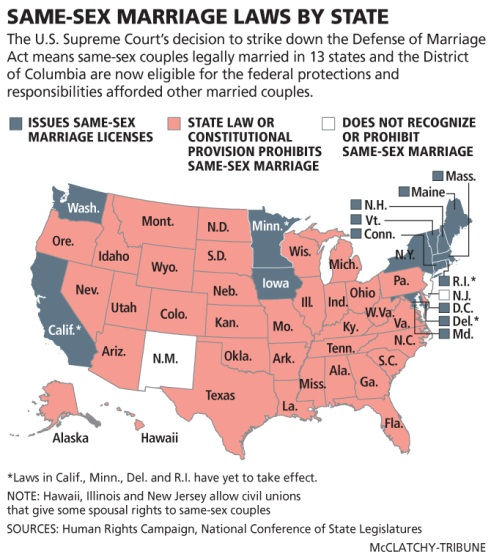 SAME-SEX MARRIAGE LAWS BY STATE
The U.S. Supreme Court's decision to strike down the Defense of Marriage
Act means same-sex couples legally married in 13 states and the District
of Columbia are now eligible for the federal protections and
responsibilities afforded other married couples.
ISSUES SAME-SEX
MARRIAGE LICENSES
STATE LAW OR
CONSTITUTIONAL
PROVISION PROHIBITS
SAME-SEX MARRIAGE
DOES NOT RECOGNIZE
OR PROHIBIT
SAME-SEX MARRIAGE
Mass.
Maine
N.H.
Vt.
Conn.
Wash.
Mont.
N.D.
Minn.*
Ore.
Idaho
S.D.
Wis.
Mich.
N.Y.
Wyo.
Neb.
Iowa
Pa.
R.I.*
N.J.
D.C.
Del.*
Md.
Nev.
Utah
Colo.
Kan.
Mo.
Ill.
Ind.
Ohio
W.Va.
Va.
Ky.
Calif.*
Ariz.
N.M.
Okla.
Ark.
Tenn.
N.C.
S.C.
Texas
La.
Miss.
Ala.
Ga.
Fla.
Alaska
Hawaii
*Laws in Calif., Minn., Del. and R.I. have yet to take effect.
NOTE: Hawaii, Illinois and New Jersey allow civil unions
that give some spousal rights to same-sex couples
SOURCES: Human Rights Campaign, National Conference of State Legislatures
McCLATCHY-TRIBUNE